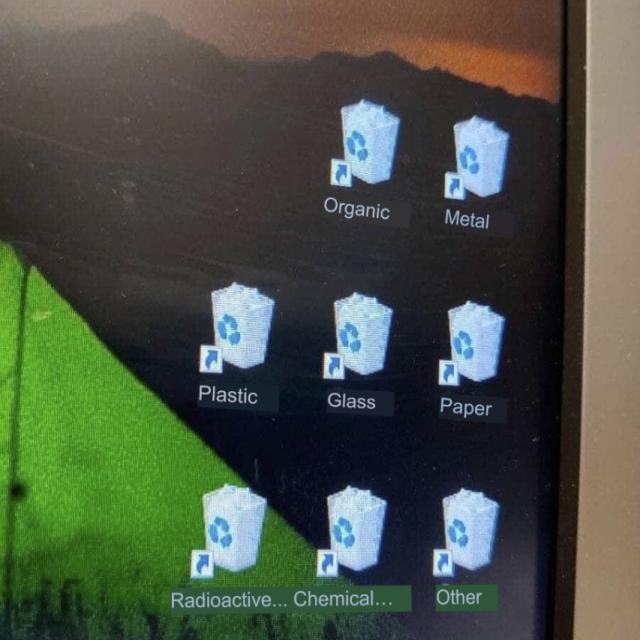 Organic
Metal
Plastic
Glass
Paper
Radioactive...
Chemical...
Other